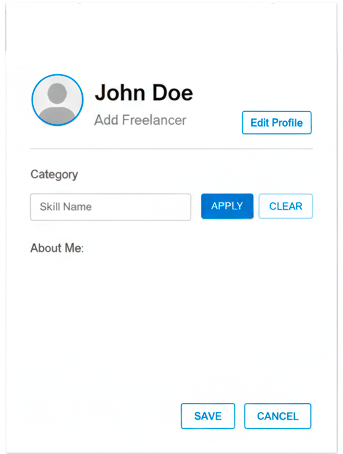 John Doe
Add Freelancer
Edit Profile
Category
Skill Name
APPLY
CLEAR
About Me:
SAVE
CANCEL